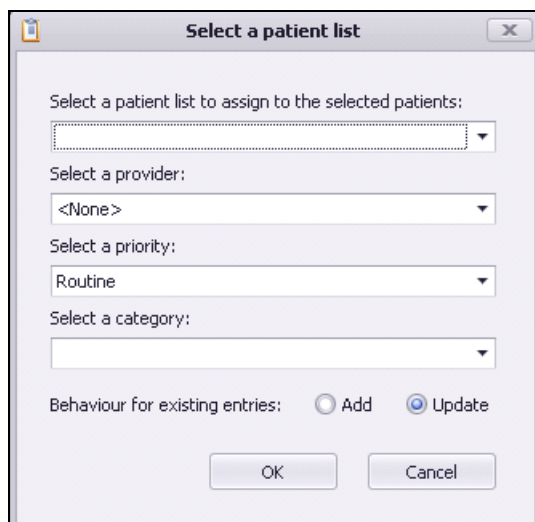 Select a patient list
Select a patient list to assign to the selected patients:
Select a provider:
<None>
Select a priority:
Routine
Select a category:
Behaviour for existing entries: Add Update
OK Cancel